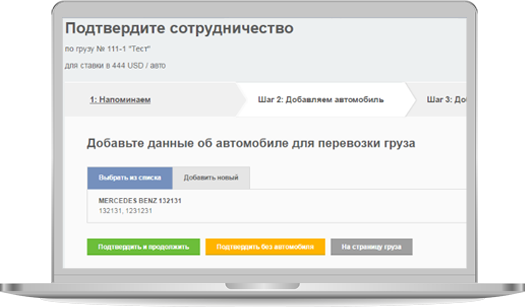 Подтвердите сотрудничество
по грузу № 111-1 "Тест"
для ставки в 444 USD / авто
1: Напоминаем
Шаг 2: Добавляем автомобиль
Шаг 3: До
Добавьте данные об автомобиле для перевозки груза
Выбрать из списка
Добавить новый
MERCEDES BENZ 132131
132131, 1231231
Подтвердить и продолжить
Подтвердить без автомобиля
На страницу груза